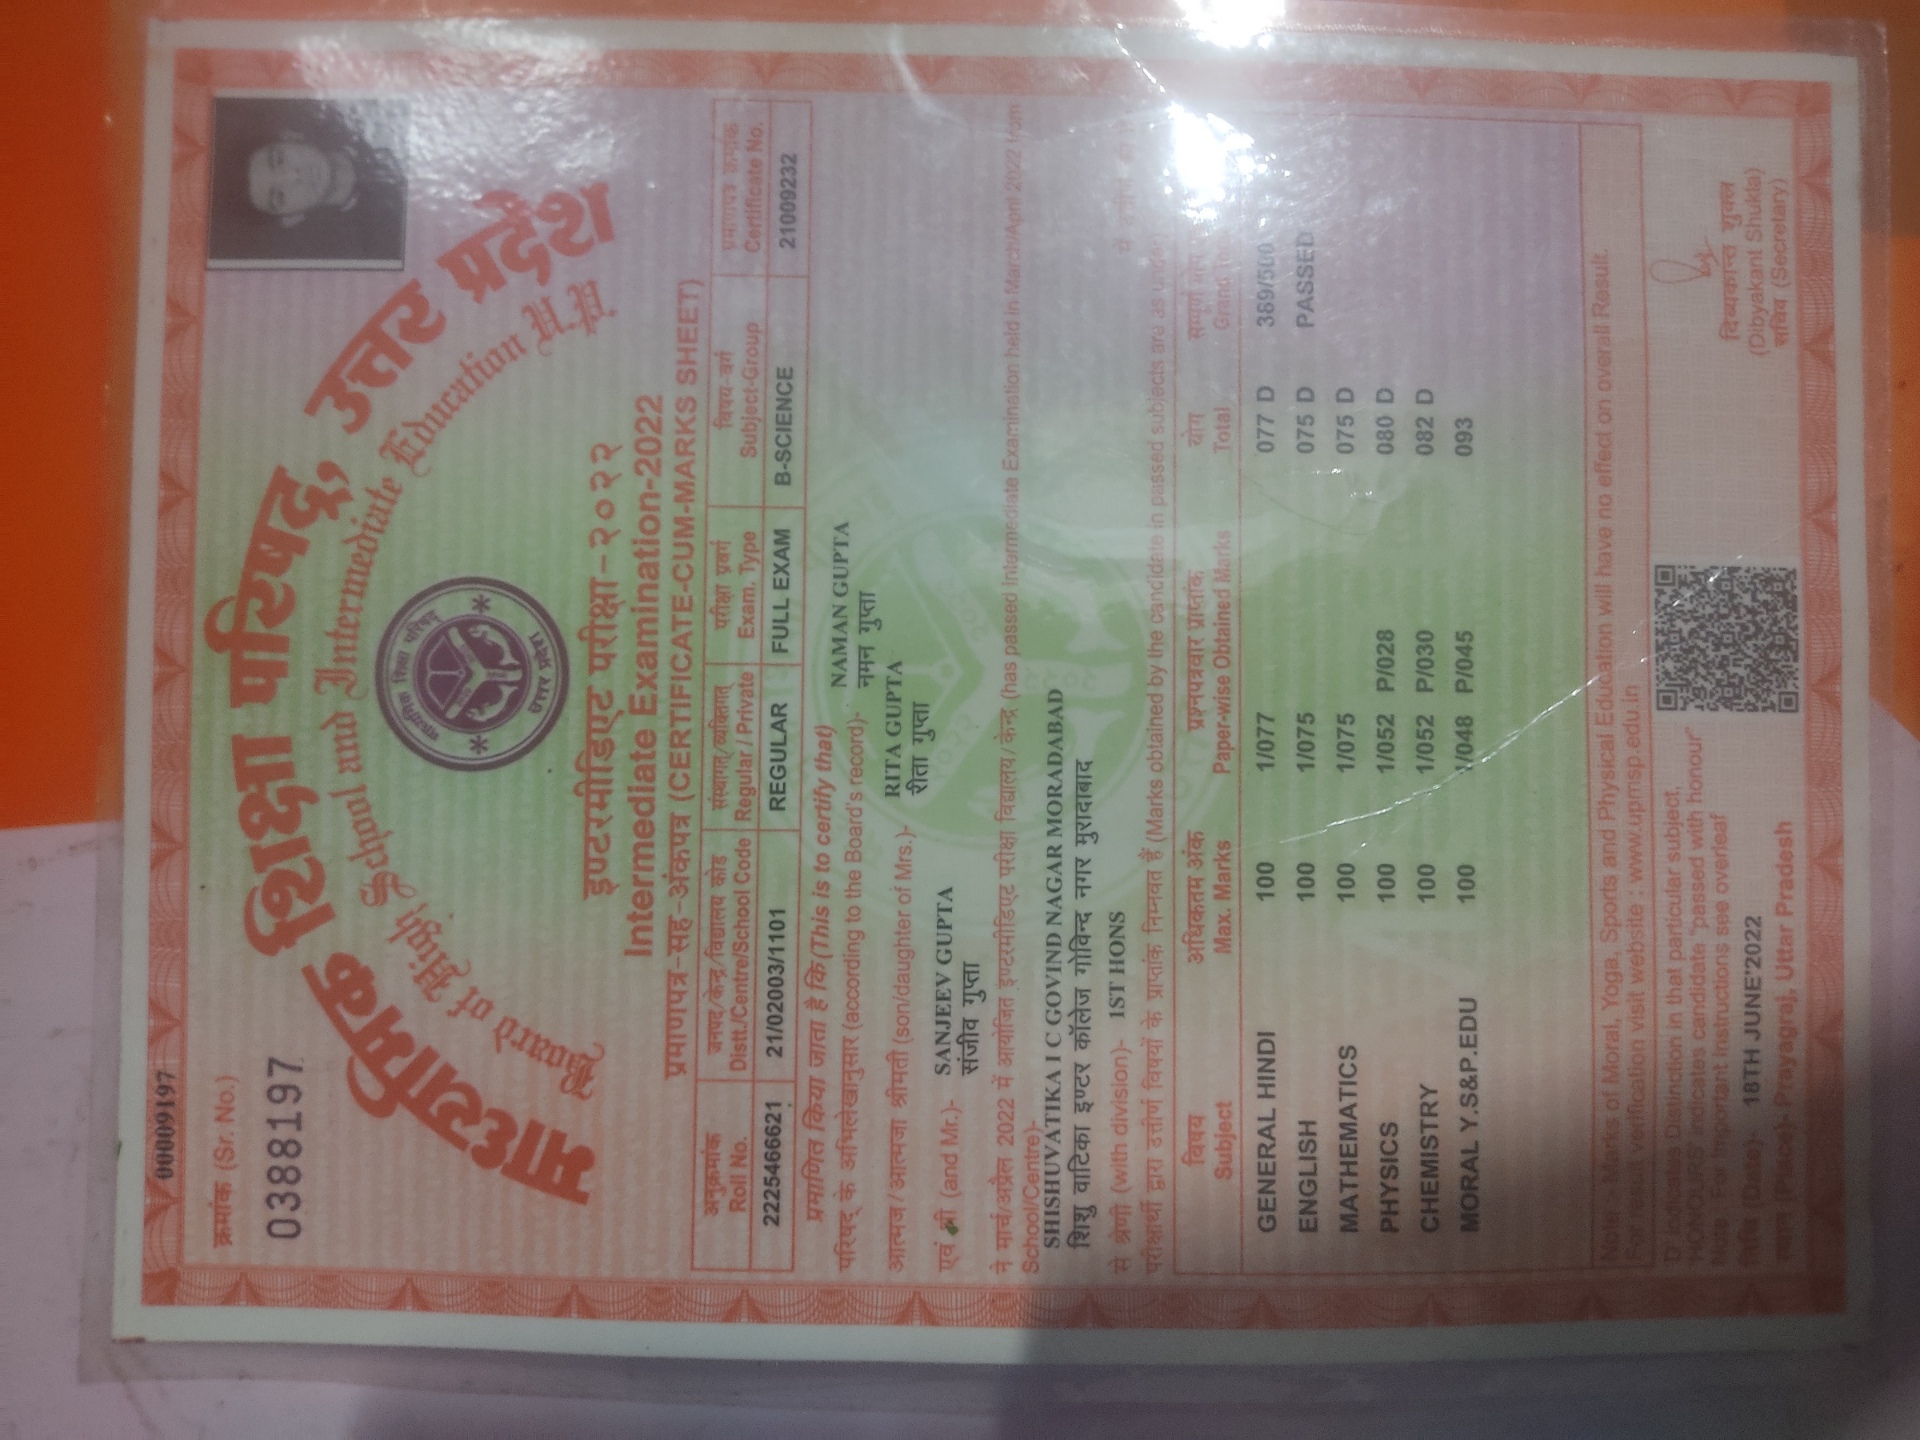 00009197
क्रमांक (Sr. No.)
0388197
माध्यमिक शिक्षा परिषद, उत्तर प्रदेश
Board of High School and Intermediate Education U.P.
माध्यमिक शिक्षा परिषद्
उत्तर प्रदेश
इण्टरमीडिएट परीक्षा-२०२२
Intermediate Examination-2022
प्रमाणपत्र-सह-अंकपत्र (CERTIFICATE-CUM-MARKS SHEET)
अनुक्रमांक जनपद/केन्द्र/विद्यालय कोड संस्थागत/व्यक्तिगत परीक्षा प्रवर्ग विषय-वर्ग प्रमाणपत्र क्रमांक
Roll No. Distt./Centre/School Code Regular / Private Exam. Type Subject-Group Certificate No.
2225466621 21/02003/1101 REGULAR FULL EXAM B-SCIENCE 21009232
प्रमाणित किया जाता है कि (This is to certify that)
परिषद के अभिलेखानुसार (according to the Board's record)- NAMAN GUPTA
नमन गुप्ता
आत्मज/आत्मजा श्रीमती (son/daughter of Mrs.)- RITA GUPTA
रीता गुप्ता
एवं श्री (and Mr.)- SANJEEV GUPTA
संजीव गुप्ता
ने मार्च/अप्रैल 2022 में आयोजित इण्टरमीडिएट परीक्षा विद्यालय/केन्द्र (has passed Intermediate Examination held in March/April 2022 from
School/Centre)-
SHISHUVATIKA I C GOVIND NAGAR MORADABAD
शिशु वाटिका इण्टर कॉलेज गोविन्द नगर मुरादाबाद
से श्रेणी (with division)- 1ST HONS
परीक्षार्थी द्वारा उत्तीर्ण विषयों के प्राप्तांक निम्नवत हैं (Marks obtained by the candidate in passed subjects are as under
विषय अधिकतम अंक प्रश्नपत्रवार प्राप्तांक योग सम्पूर्ण योग
Subject Max. Marks Paper-wise Obtained Marks Total Grand
GENERAL HINDI 100 1/077 077 D 389/500
ENGLISH 100 1/075 075 D PASSED
MATHEMATICS 100 1/075 075 D
PHYSICS 100 1/052 P/028 080 D
CHEMISTRY 100 1/052 P/030 082 D
MORAL Y.S&P.EDU 100 1/048 P/045 093
Note - Marks of Moral, Yoga, Sports and Physical Education will have no effect on overall Result.
For result verification visit website : www.upmsp.edu.in
'D' indicates Distinction in that particular subject.
'HONOURS' indicates candidate "passed with honour"
Note : For Important Instructions see overleaf
दिनांक (Date)- 18TH JUNE'2022
स्थान (Place)- Prayagraj, Uttar Pradesh
दिब्यकान्त शुक्ल
(Dibyakant Shukla)
सचिव (Secretary)